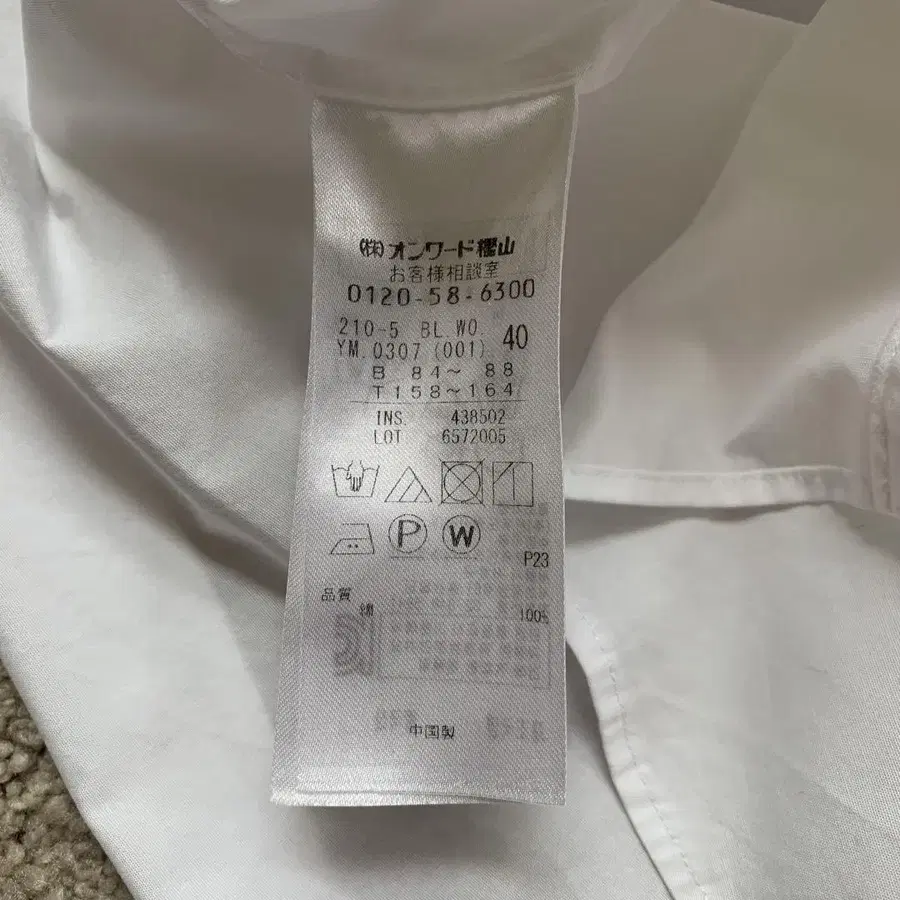 (株)オンワード樫山
お客様相談室
0120-58-6300
210-5 BL.WO. 40
YM.0307 (001)
B 84～ 88
T158～164
INS. 438502
LOT 6572005
P W
P23
品質
綿 100%
中国製